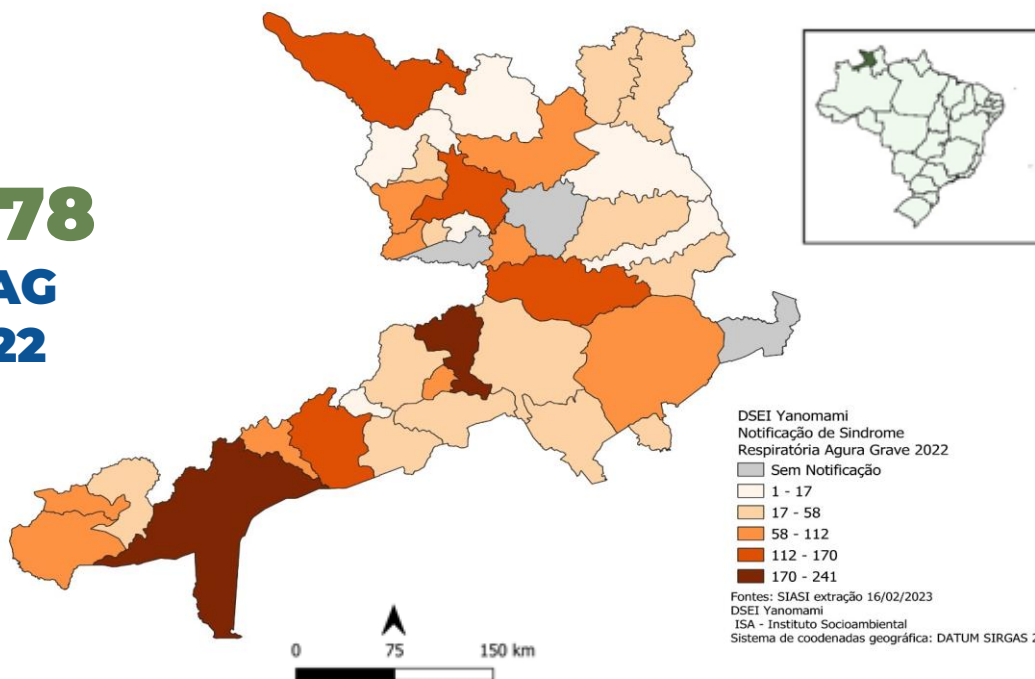 78
AG
22
DSEI Yanomami
Notificação de Sindrome
Respiratória Agura Grave 2022
Sem Notificação
1 - 17
17 - 58
58 - 112
112 - 170
170 - 241
Fontes: SIASI extração 16/02/2023
DSEI Yanomami
ISA - Instituto Socioambiental
Sistema de coodenadas geográfica: DATUM SIRGAS 2
0 75 150 km